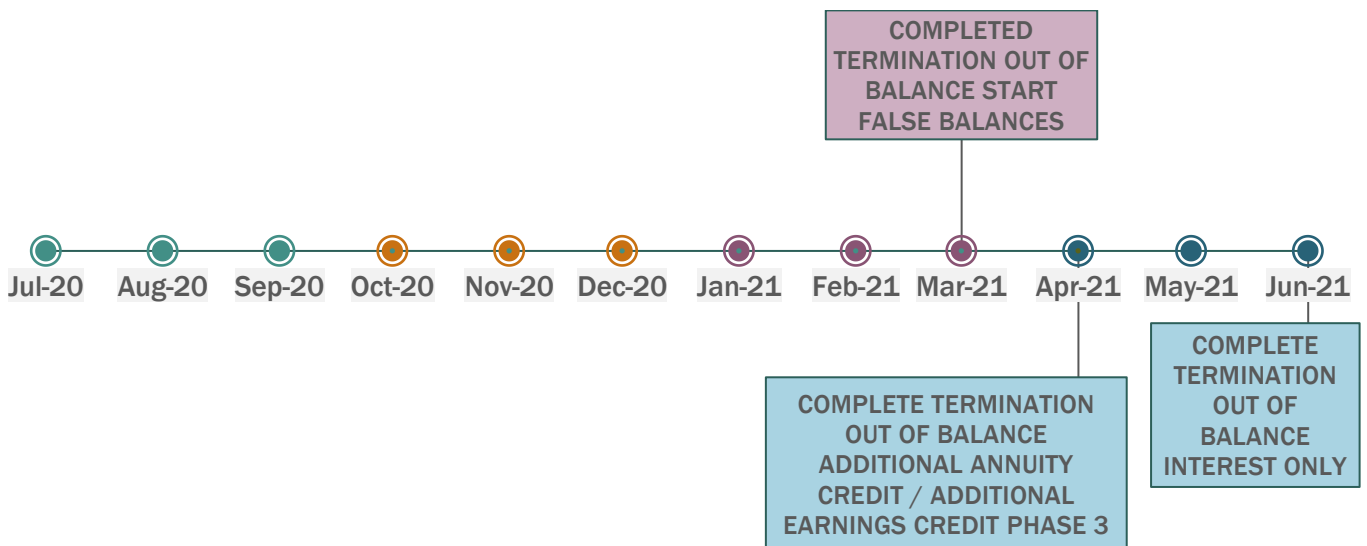 COMPLETED
TERMINATION OUT OF
BALANCE START
FALSE BALANCES
Jul-20 Aug-20 Sep-20 Oct-20 Nov-20 Dec-20 Jan-21 Feb-21 Mar-21 Apr-21 May-21 Jun-21
COMPLETE TERMINATION
OUT OF BALANCE
ADDITIONAL ANNUITY
CREDIT / ADDITIONAL
EARNINGS CREDIT PHASE 3
COMPLETE
TERMINATION
OUT OF
BALANCE
INTEREST ONLY